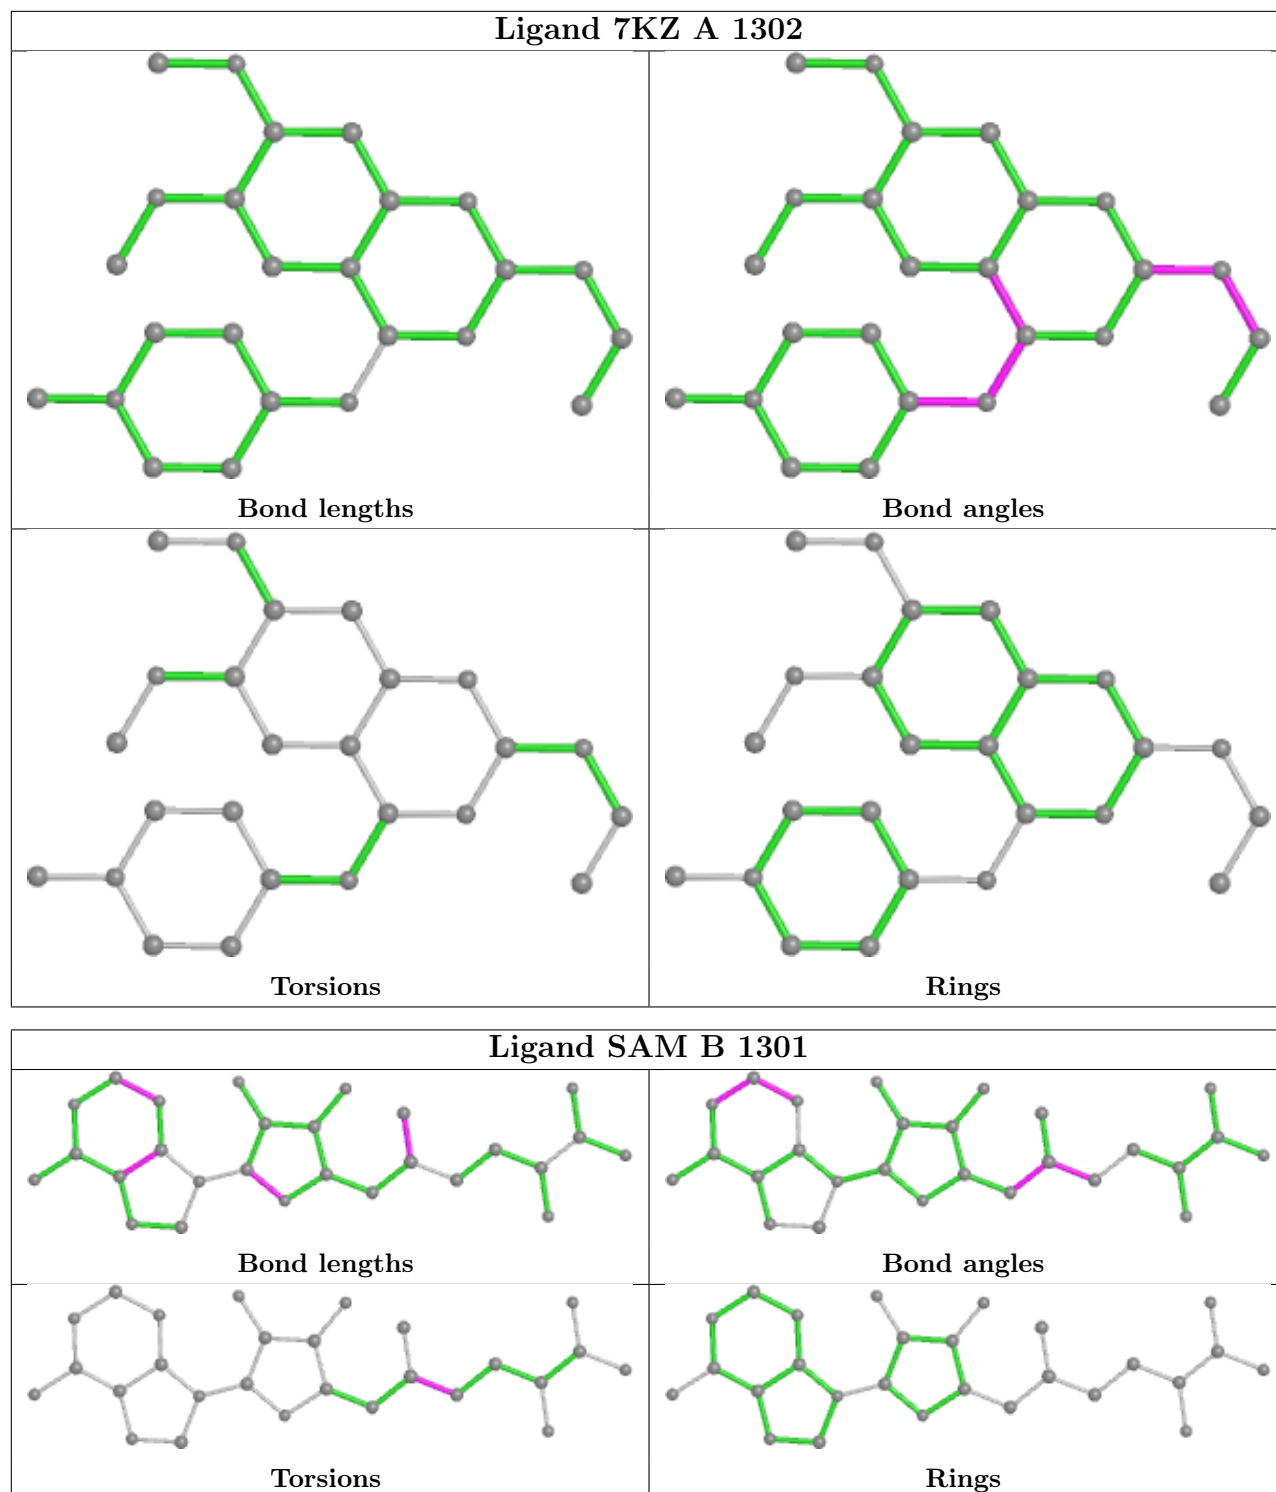 Ligand 7KZ A 1302
Bond lengths
Bond angles
Torsions
Rings
Ligand SAM B 1301
Bond lengths
Bond angles
Torsions
Rings